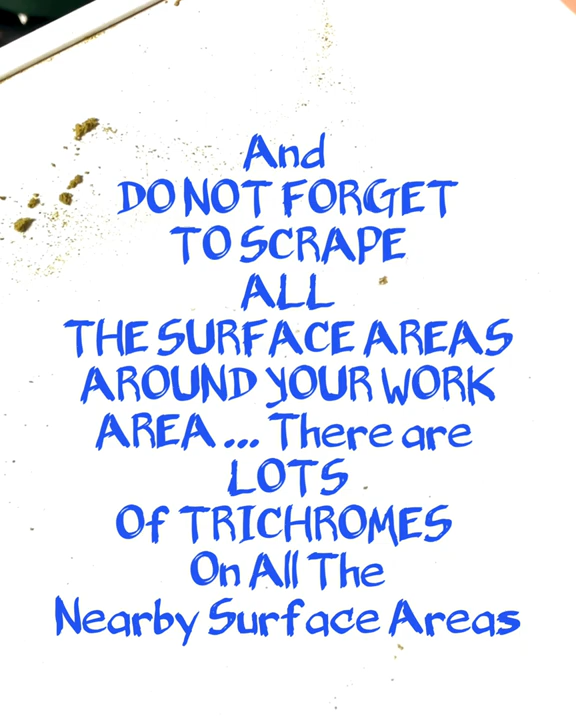 And
DO NOT FORGET
TO SCRAPE
ALL
THE SURFACE AREAS
AROUND YOUR WORK
AREA... There are
LOTS
Of TRICHROMES
On All The
Nearby Surface Areas